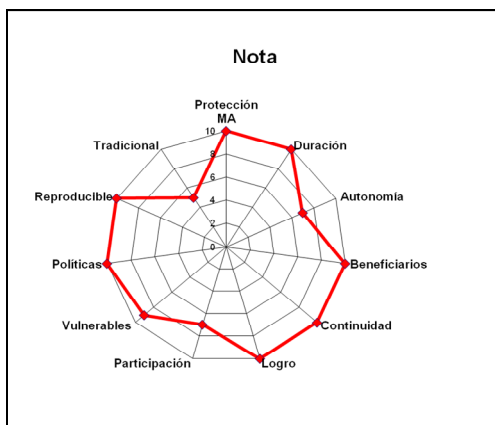 Nota
Protección
MA
10
Tradicional
Duración
8
6
Reproducible
Autonomía
4
2
0
Políticas
Beneficiarios
Vulnerables
Continuidad
Participación
Logro